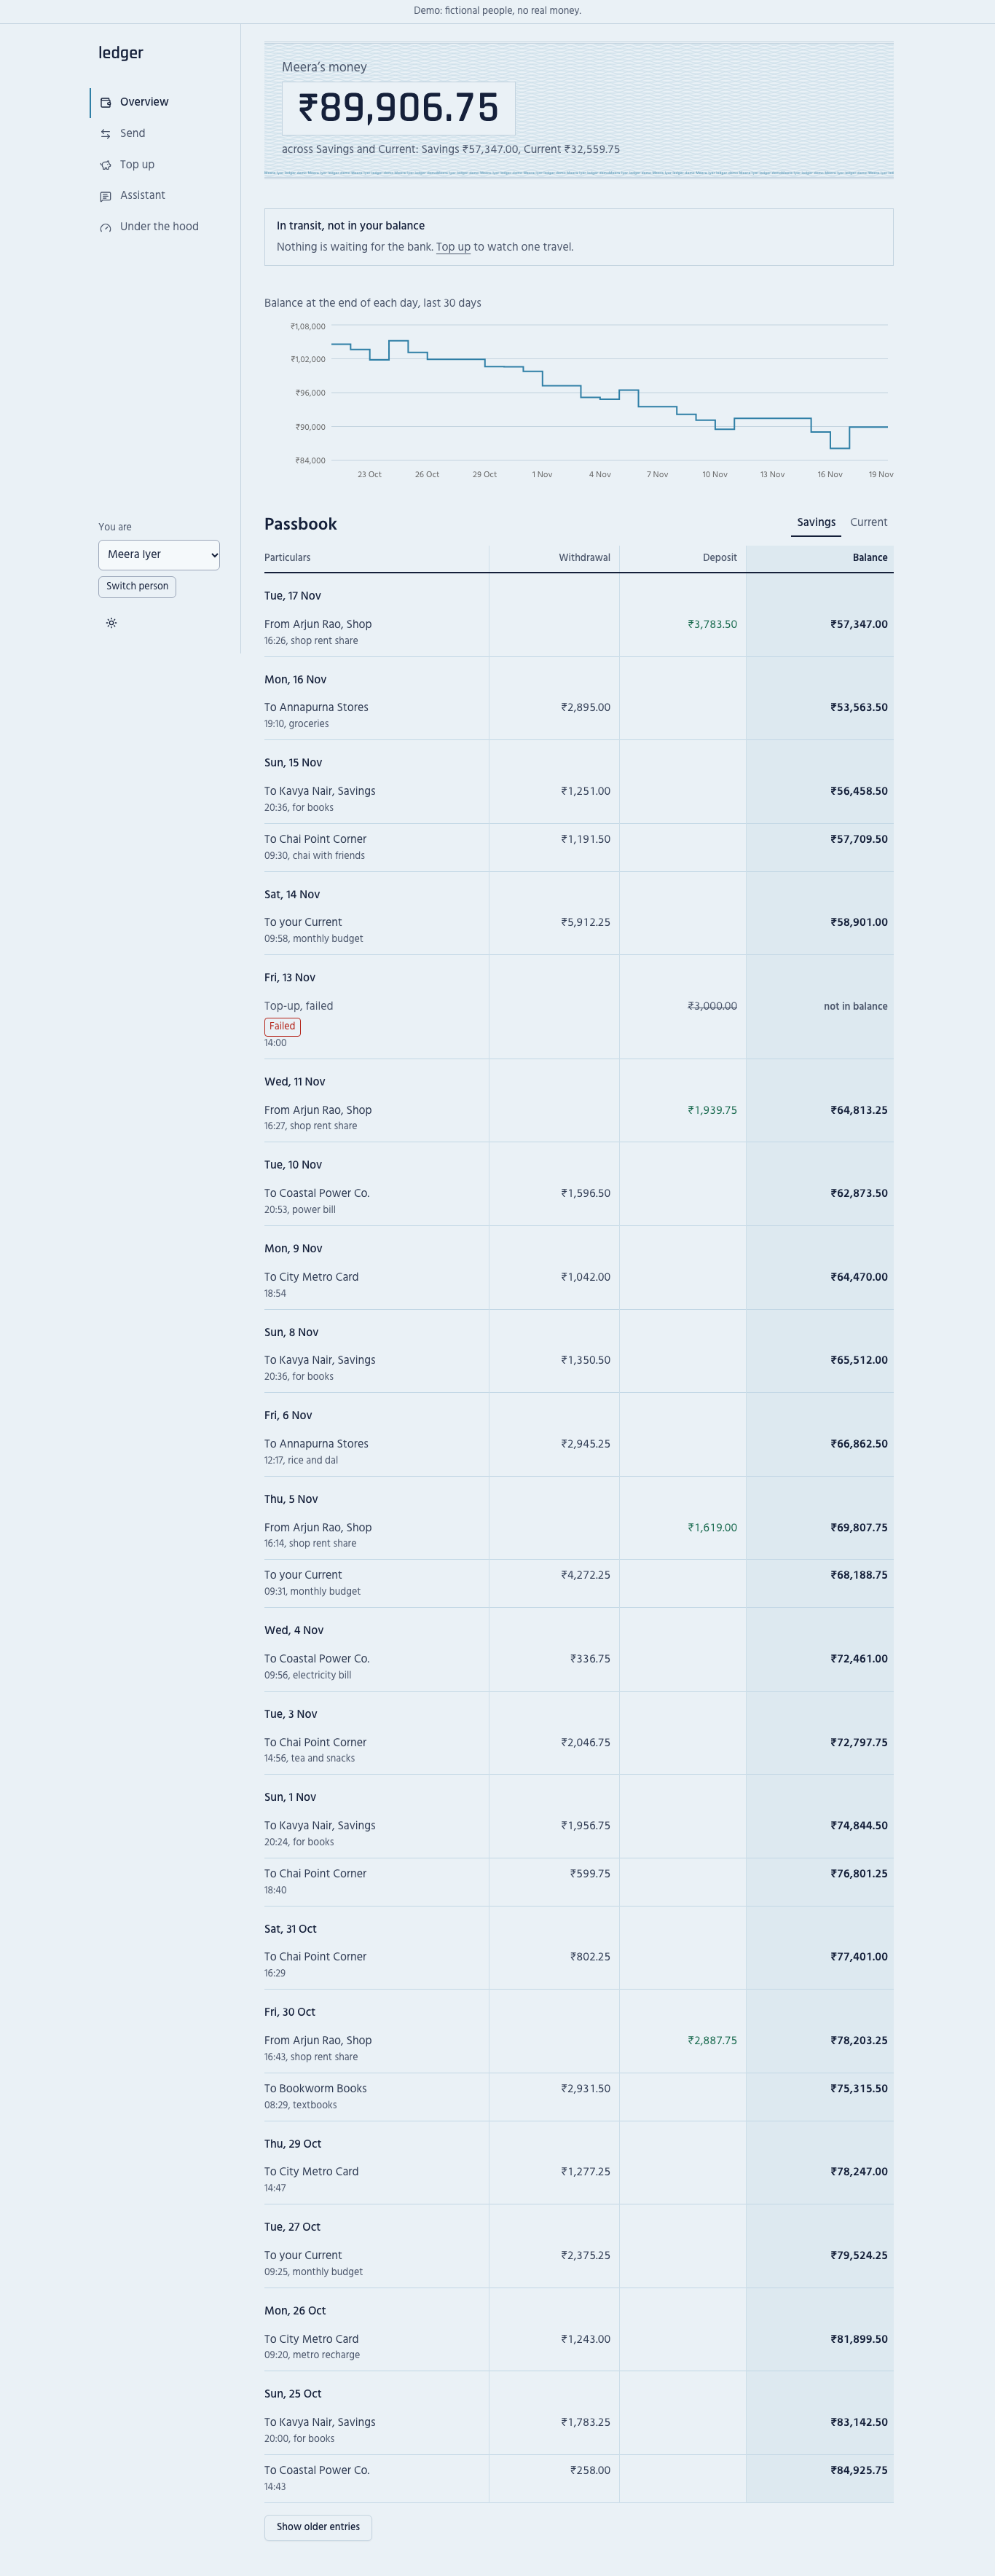 Demo: fictional people, no real money.
ledger
Overview
Send
Top up
Assistant
Under the hood
You are
Meera Iyer
Switch person
Meera's money
₹89,906.75
across Savings and Current: Savings ₹57,347.00, Current ₹32,559.75
In transit, not in your balance
Nothing is waiting for the bank. Top up to watch one travel.
Balance at the end of each day, last 30 days
₹1,08,000
₹1,02,000
₹96,000
₹90,000
₹84,000
23 Oct 26 Oct 29 Oct 1 Nov 4 Nov 7 Nov 10 Nov 13 Nov 16 Nov 19 Nov
Passbook Savings Current
Particulars Withdrawal Deposit Balance
Tue, 17 Nov
From Arjun Rao, Shop ₹3,783.50 ₹57,347.00
16:26, shop rent share
Mon, 16 Nov
To Annapurna Stores ₹2,895.00 ₹53,563.50
19:10, groceries
Sun, 15 Nov
To Kavya Nair, Savings ₹1,251.00 ₹56,458.50
20:36, for books
To Chai Point Corner ₹1,191.50 ₹57,709.50
09:30, chai with friends
Sat, 14 Nov
To your Current ₹5,912.25 ₹58,901.00
09:58, monthly budget
Fri, 13 Nov
Top-up, failed ₹3,000.00 not in balance
Failed
14:00
Wed, 11 Nov
From Arjun Rao, Shop ₹1,939.75 ₹64,813.25
16:27, shop rent share
Tue, 10 Nov
To Coastal Power Co. ₹1,596.50 ₹62,873.50
20:53, power bill
Mon, 9 Nov
To City Metro Card ₹1,042.00 ₹64,470.00
18:54
Sun, 8 Nov
To Kavya Nair, Savings ₹1,350.50 ₹65,512.00
20:36, for books
Fri, 6 Nov
To Annapurna Stores ₹2,945.25 ₹66,862.50
12:17, rice and dal
Thu, 5 Nov
From Arjun Rao, Shop ₹1,619.00 ₹69,807.75
16:14, shop rent share
To your Current ₹4,272.25 ₹68,188.75
09:31, monthly budget
Wed, 4 Nov
To Coastal Power Co. ₹336.75 ₹72,461.00
09:56, electricity bill
Tue, 3 Nov
To Chai Point Corner ₹2,046.75 ₹72,797.75
14:56, tea and snacks
Sun, 1 Nov
To Kavya Nair, Savings ₹1,956.75 ₹74,844.50
20:24, for books
To Chai Point Corner ₹599.75 ₹76,801.25
18:40
Sat, 31 Oct
To Chai Point Corner ₹802.25 ₹77,401.00
16:29
Fri, 30 Oct
From Arjun Rao, Shop ₹2,887.75 ₹78,203.25
16:43, shop rent share
To Bookworm Books ₹2,931.50 ₹75,315.50
08:29, textbooks
Thu, 29 Oct
To City Metro Card ₹1,277.25 ₹78,247.00
14:47
Tue, 27 Oct
To your Current ₹2,375.25 ₹79,524.25
09:25, monthly budget
Mon, 26 Oct
To City Metro Card ₹1,243.00 ₹81,899.50
09:20, metro recharge
Sun, 25 Oct
To Kavya Nair, Savings ₹1,783.25 ₹83,142.50
20:00, for books
To Coastal Power Co. ₹258.00 ₹84,925.75
14:43
Show older entries